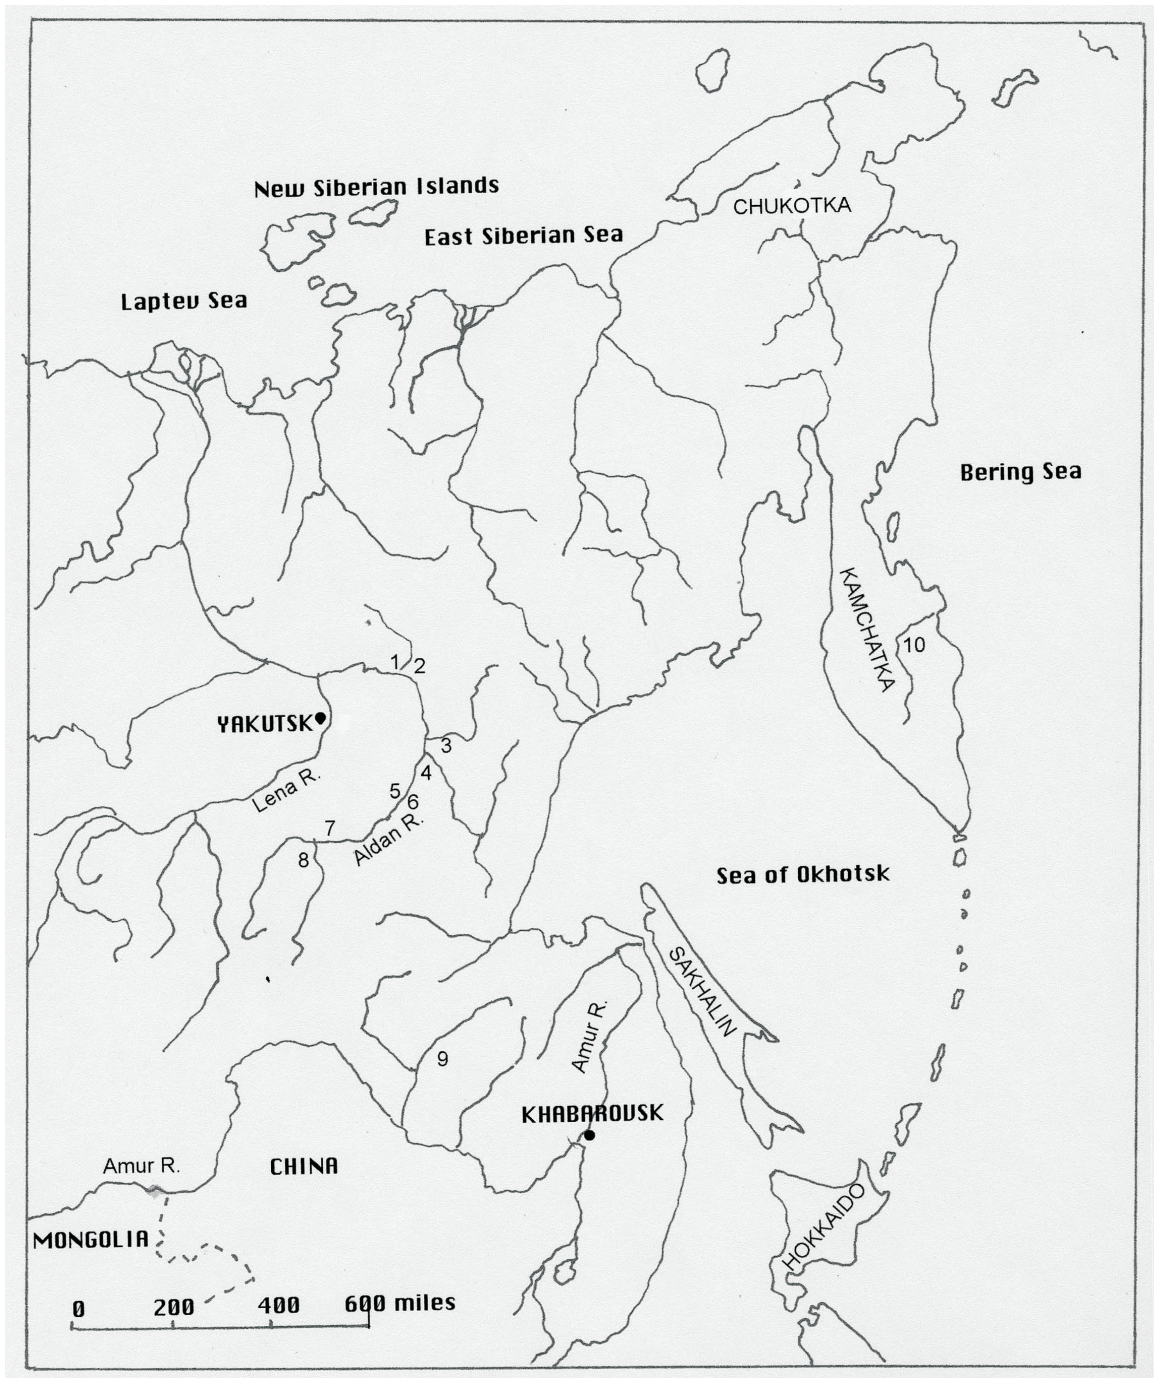 New Siberian Islands
CHUKOTKA
East Siberian Sea
Laptev Sea
Bering Sea
KAMCHATKA
10
1
2
YAKUTSK
3
4
Lena R.
5
6
7
Aldan R.
8
Sea of Okhotsk
SAKHALIN
Amur R.
9
KHABAROVSK
Amur R.
CHINA
HOKKAIDO
MONGOLIA
0 200 400 600 miles